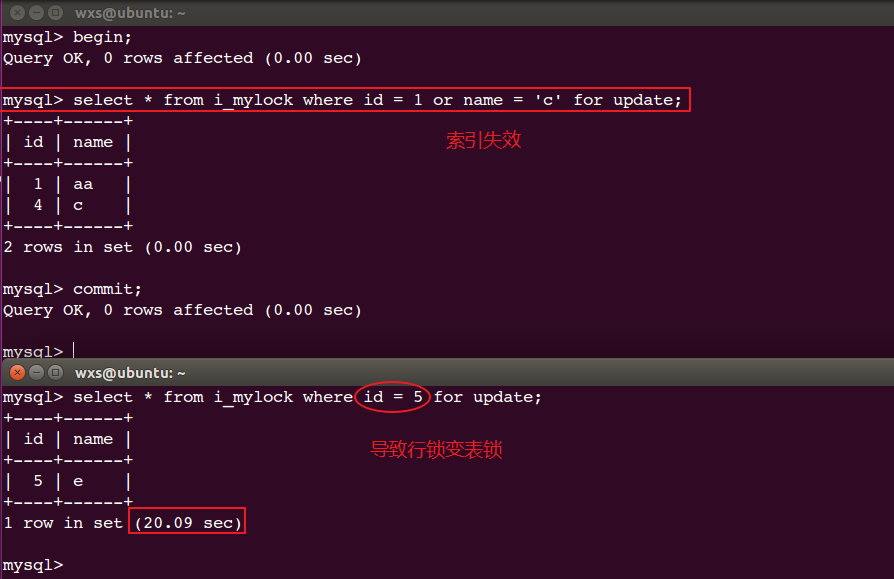 wxs@ubuntu: ~
mysql> begin;
Query OK, 0 rows affected (0.00 sec)
mysql> select * from i_mylock where id = 1 or name = 'c' for update;
+----+------+
| id | name |
+----+------+
| 1 | aa |
| 4 | c |
+----+------+
2 rows in set (0.00 sec)
索引失效
mysql> commit;
Query OK, 0 rows affected (0.00 sec)
mysql>
wxs@ubuntu: ~
mysql> select * from i_mylock where id = 5 for update;
+----+------+
| id | name |
+----+------+
| 5 | e |
+----+------+
1 row in set (20.09 sec)
导致行锁变表锁
mysql>